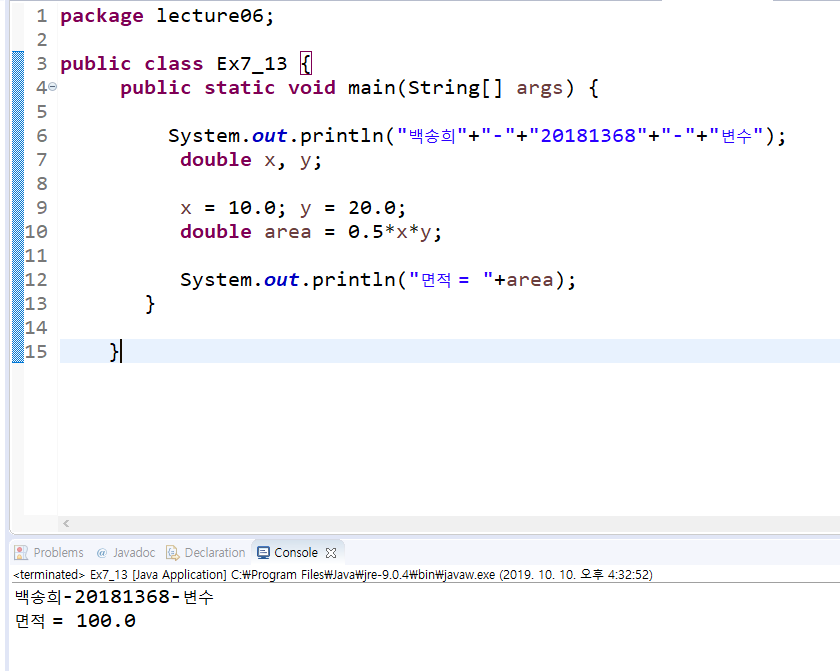 1 package lecture06;
2
3 public class Ex7_13 {
4 public static void main(String[] args) {
5
6 System.out.println("백송희"+"-"+"20181368"+"-"+"변수");
7 double x, y;
8
9 x = 10.0; y = 20.0;
10 double area = 0.5*x*y;
11
12 System.out.println("면적 = "+area);
13 }
14
15 }
Problems @ Javadoc Declaration Console
<terminated> Ex7_13 [Java Application] C:₩Program Files₩Java₩jre-9.0.4₩bin₩javaw.exe (2019. 10. 10. 오후 4:32:52)
백송희-20181368-변수
면적 = 100.0